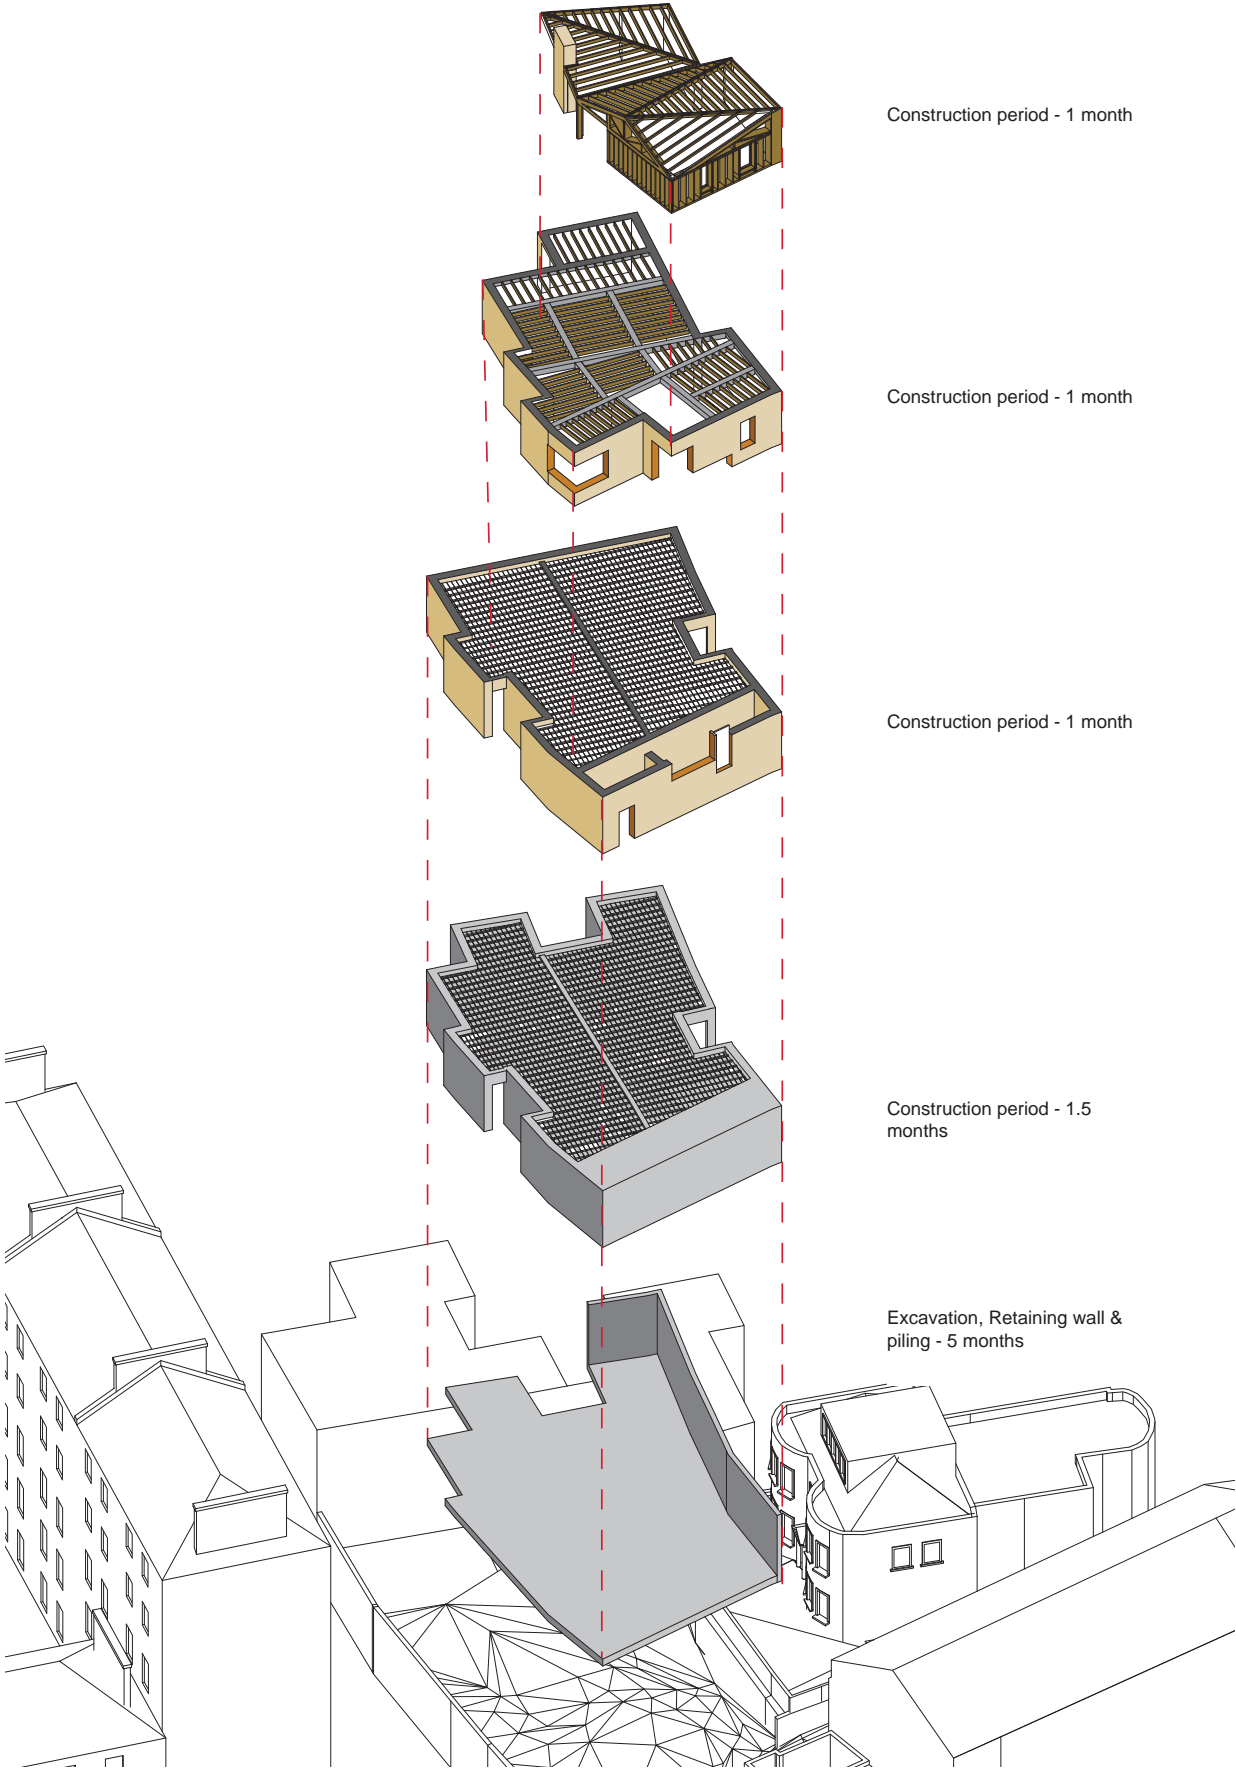 Construction period - 1 month
Construction period - 1 month
Construction period - 1 month
Construction period - 1.5
months
Excavation, Retaining wall &
piling - 5 months